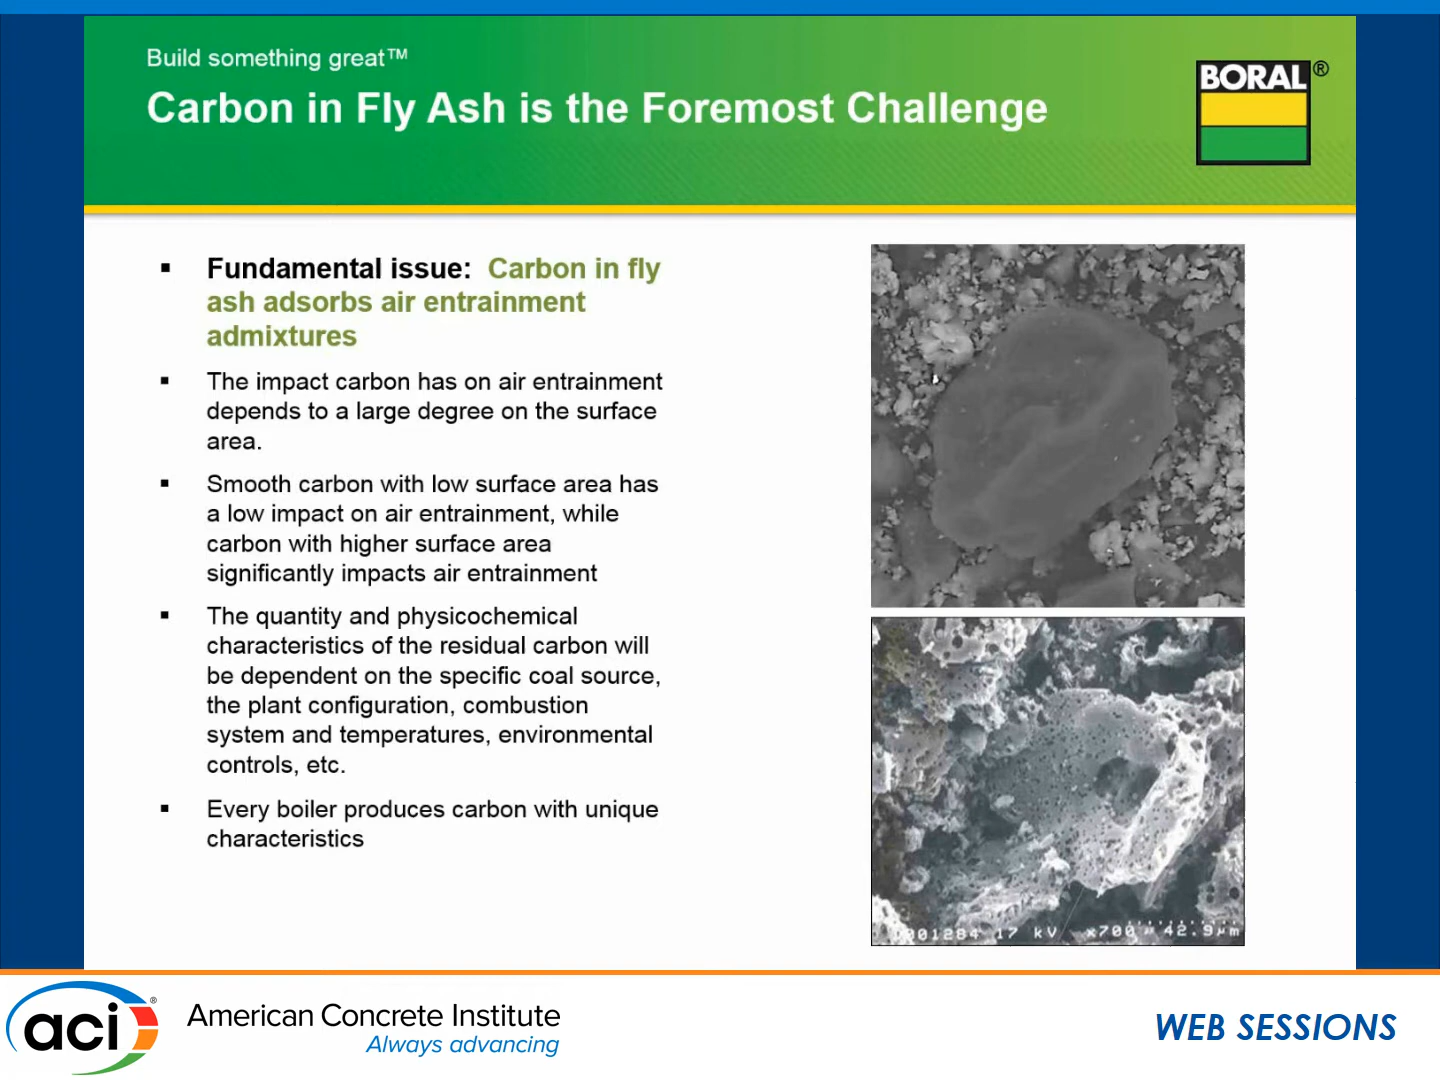 Build something great™
Carbon in Fly Ash is the Foremost Challenge
BORAL®
▪ Fundamental issue: Carbon in fly
ash adsorbs air entrainment
admixtures
▪ The impact carbon has on air entrainment
depends to a large degree on the surface
area.
▪ Smooth carbon with low surface area has
a low impact on air entrainment, while
carbon with higher surface area
significantly impacts air entrainment
▪ The quantity and physicochemical
characteristics of the residual carbon will
be dependent on the specific coal source,
the plant configuration, combustion
system and temperatures, environmental
controls, etc.
▪ Every boiler produces carbon with unique
characteristics
17 kV x700 42.9µm
aci®
American Concrete Institute
Always advancing
WEB SESSIONS